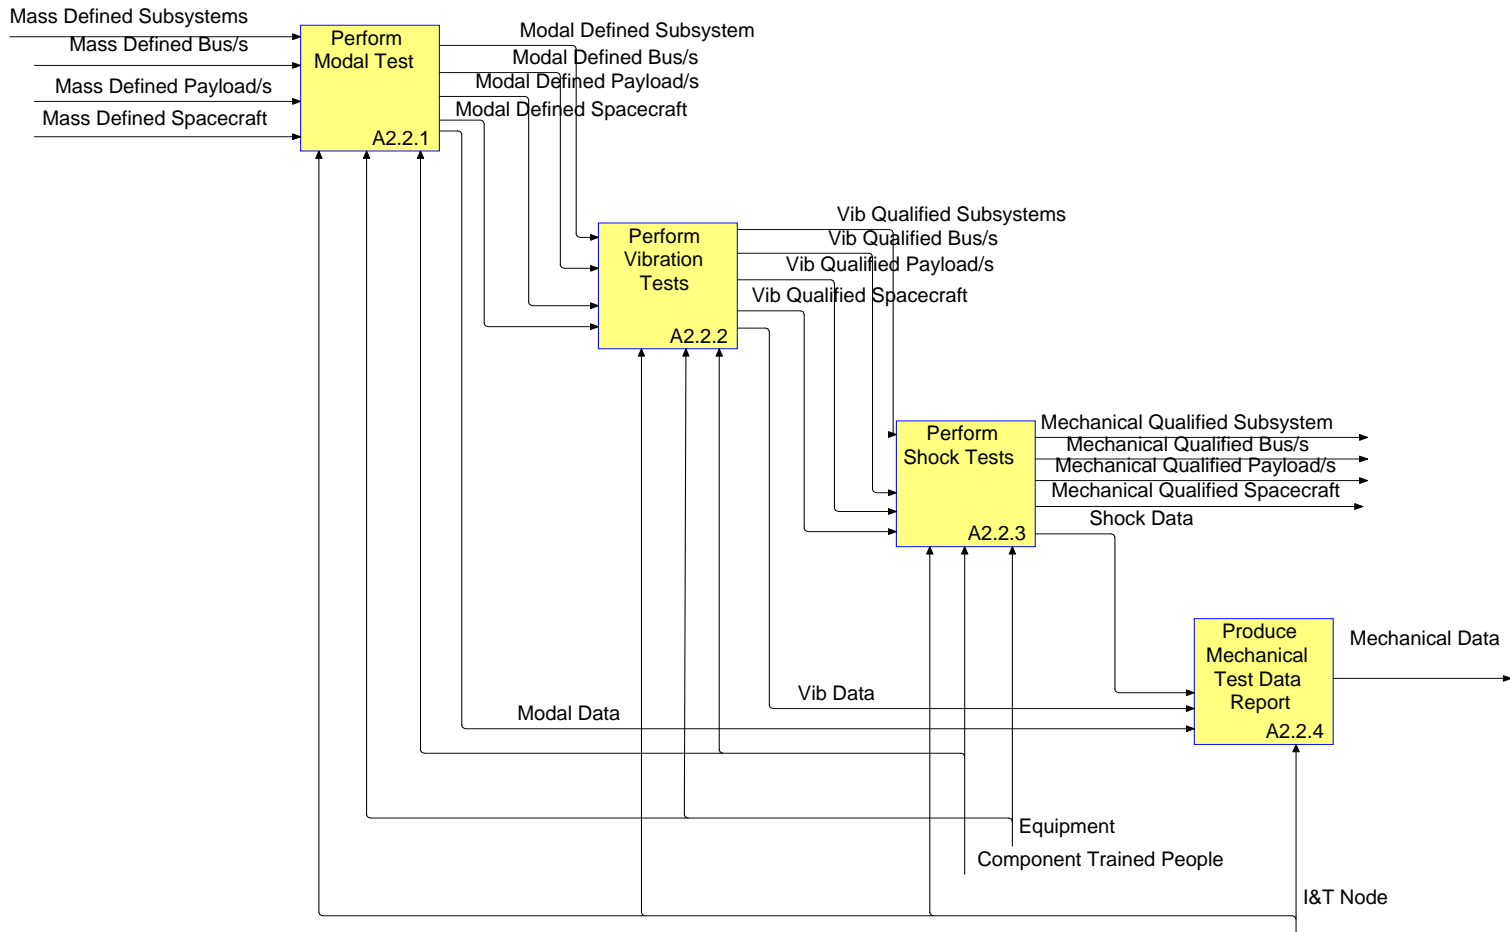 Mass Defined Subsystems
Mass Defined Bus/s
Mass Defined Payload/s
Mass Defined Spacecraft
Perform
Modal Test
A2.2.1
Modal Defined Subsystem
Modal Defined Bus/s
Modal Defined Payload/s
Modal Defined Spacecraft
Perform
Vibration
Tests
A2.2.2
Vib Qualified Subsystems
Vib Qualified Bus/s
Vib Qualified Payload/s
Vib Qualified Spacecraft
Perform
Shock Tests
A2.2.3
Mechanical Qualified Subsystem
Mechanical Qualified Bus/s
Mechanical Qualified Payload/s
Mechanical Qualified Spacecraft
Shock Data
Produce
Mechanical
Test Data
Report
A2.2.4
Mechanical Data
Vib Data
Modal Data
Equipment
Component Trained People
I&T Node